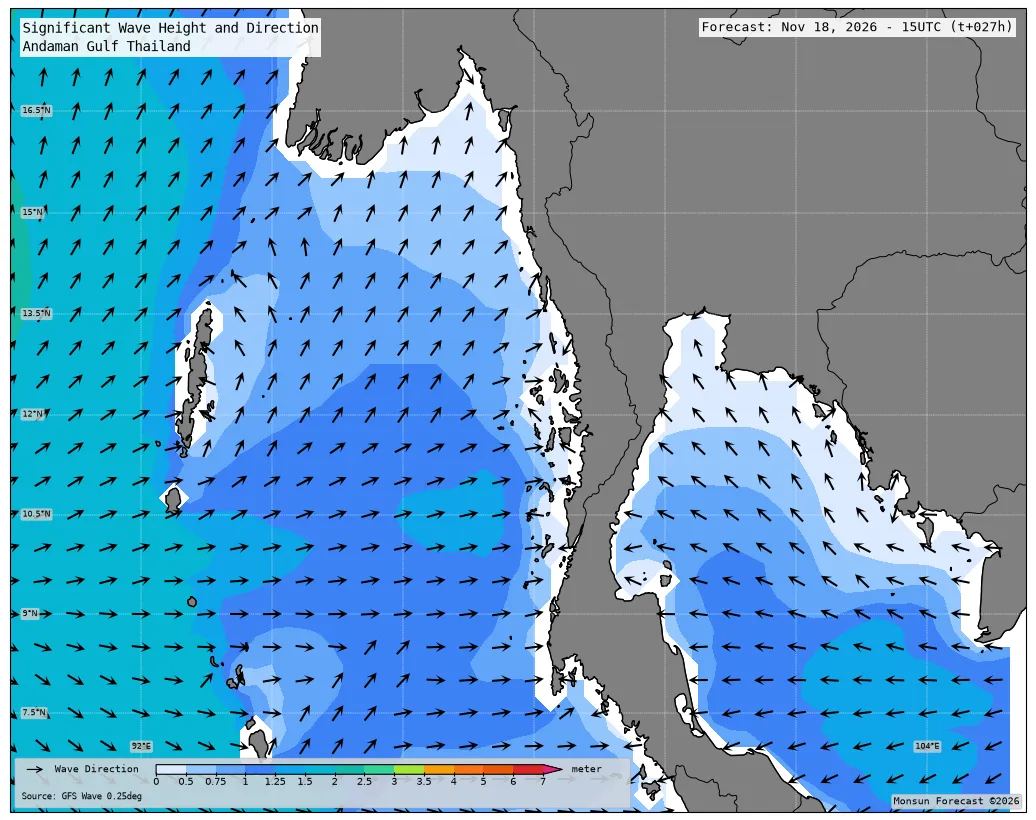 Significant Wave Height and Direction
Andaman Gulf Thailand
Forecast: Nov 18, 2026 - 15UTC (t+027h)
16.5°N
15°N
13.5°N
12°N
10.5°N
9°N
7.5°N
92°E
104°E
Wave Direction
0 0.5 0.75 1 1.25 1.5 2 2.5 3 3.5 4 5 6 7
meter
Source: GFS Wave 0.25deg
Monsun Forecast ©2026